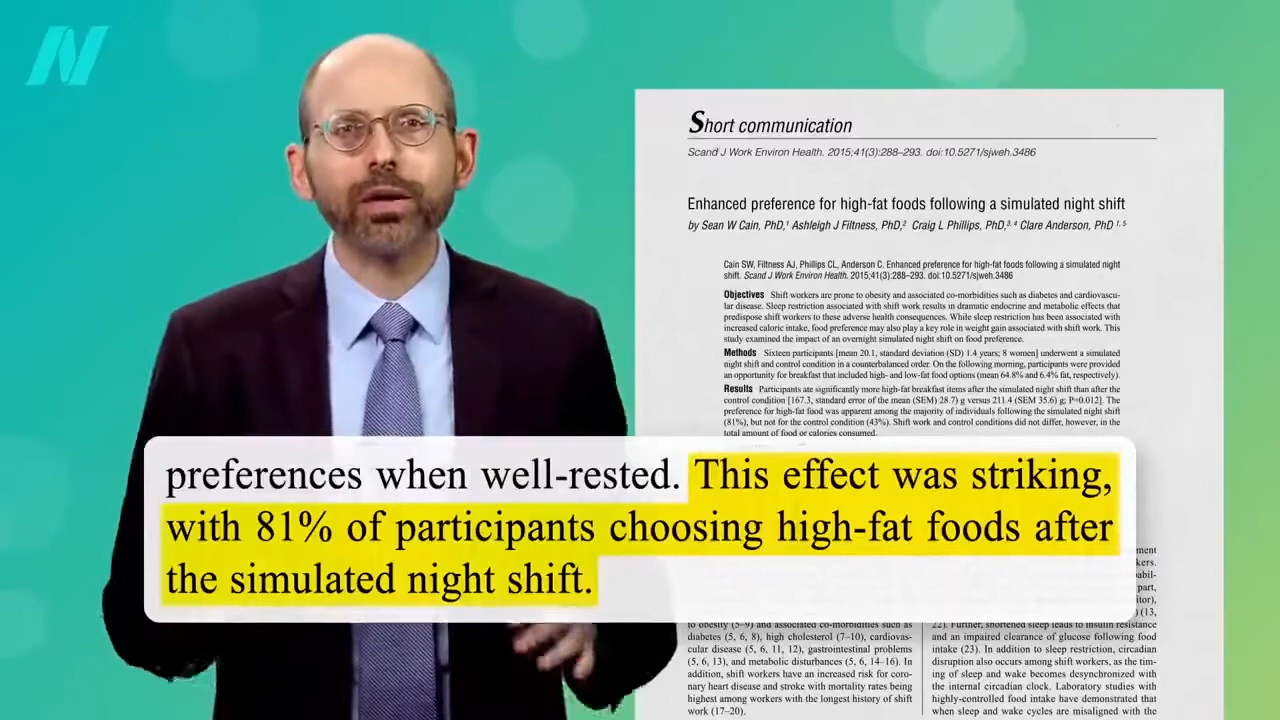 N
Short communication
Scand J Work Environ Health. 2015;41(3):288–293. doi:10.5271/sjweh.3486
Enhanced preference for high-fat foods following a simulated night shift
by Sean W Cain, PhD,1 Ashleigh J Filtness, PhD,2 Craig L Phillips, PhD,3, 4 Clare Anderson, PhD 1, 5
Cain SW, Filtness AJ, Phillips CL, Anderson C. Enhanced preference for high-fat foods following a simulated night
shift. Scand J Work Environ Health. 2015;41(3):288–293. doi:10.5271/sjweh.3486
Objectives Shift workers are prone to obesity and associated co-morbidities such as diabetes and cardiovascu-
lar disease. Sleep restriction associated with shift work results in dramatic endocrine and metabolic effects that
predispose shift workers to these adverse health consequences. While sleep restriction has been associated with
increased caloric intake, food preference may also play a key role in weight gain associated with shift work. This
study examined the impact of an overnight simulated night shift on food preference.
Methods Sixteen participants [mean 20.1, standard deviation (SD) 1.4 years; 8 women] underwent a simulated
night shift and control condition in a counterbalanced order. On the following morning, participants were provided
an opportunity for breakfast that included high- and low-fat food options (mean 64.8% and 6.4% fat, respectively).
Results Participants are significantly more high-fat breakfast items after the simulated night shift than after the
control condition [167.3, standard error of the mean (SEM) 28.7) g versus 211.4 (SEM 35.6) g; P=0.012]. The
preference for high-fat food was apparent among the majority of individuals following the simulated night shift
(81%), but not for the control condition (43%). Shift work and control conditions did not differ, however, in the
total amount of food or calories consumed.
preferences when well-rested. This effect was striking,
with 81% of participants choosing high-fat foods after
the simulated night shift.
to obesity (5–9) and associated co-morbidities such as
diabetes (5, 6, 8), high cholesterol (7–10), cardiovas-
cular disease (5, 6, 11, 12), gastrointestinal problems
(5, 6, 13), and metabolic disturbances (5, 6, 14–16). In
addition, shift workers have an increased risk for coro-
nary heart disease and stroke with mortality rates being
highest among workers with the longest history of shift
work (17–20).
ment
kers.
abil-
part,
itor),
) (13,
22). Further, shortened sleep leads to insulin resistance
and an impaired clearance of glucose following food
intake (23). In addition to sleep restriction, circadian
disruption also occurs among shift workers, as the tim-
ing of sleep and wake becomes desynchronized with
the internal circadian clock. Laboratory studies with
highly-controlled food intake have demonstrated that
when sleep and wake cycles are misaligned with the